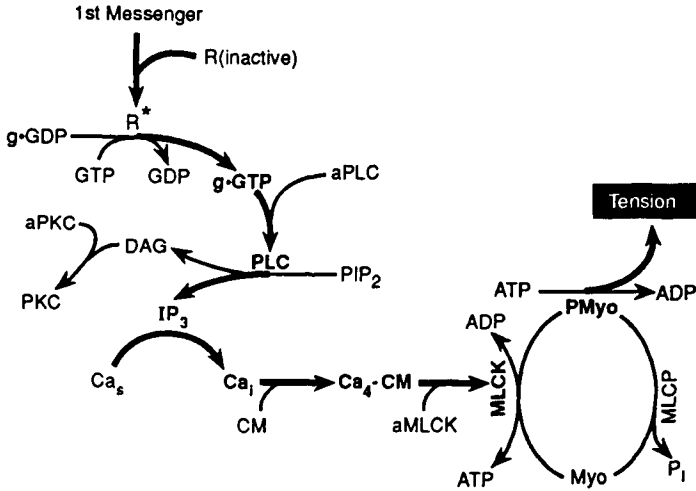 1st Messenger
R(inactive)
R*
g•GDP
GTP
GDP
g•GTP
aPLC
aPKC
DAG
PLC
PIP2
PKC
IP3
Tension
ATP
ADP
PMyo
ADP
Cas
Cai
Ca4-CM
MLCK
MLCP
CM
aMLCK
ATP
Myo
PI